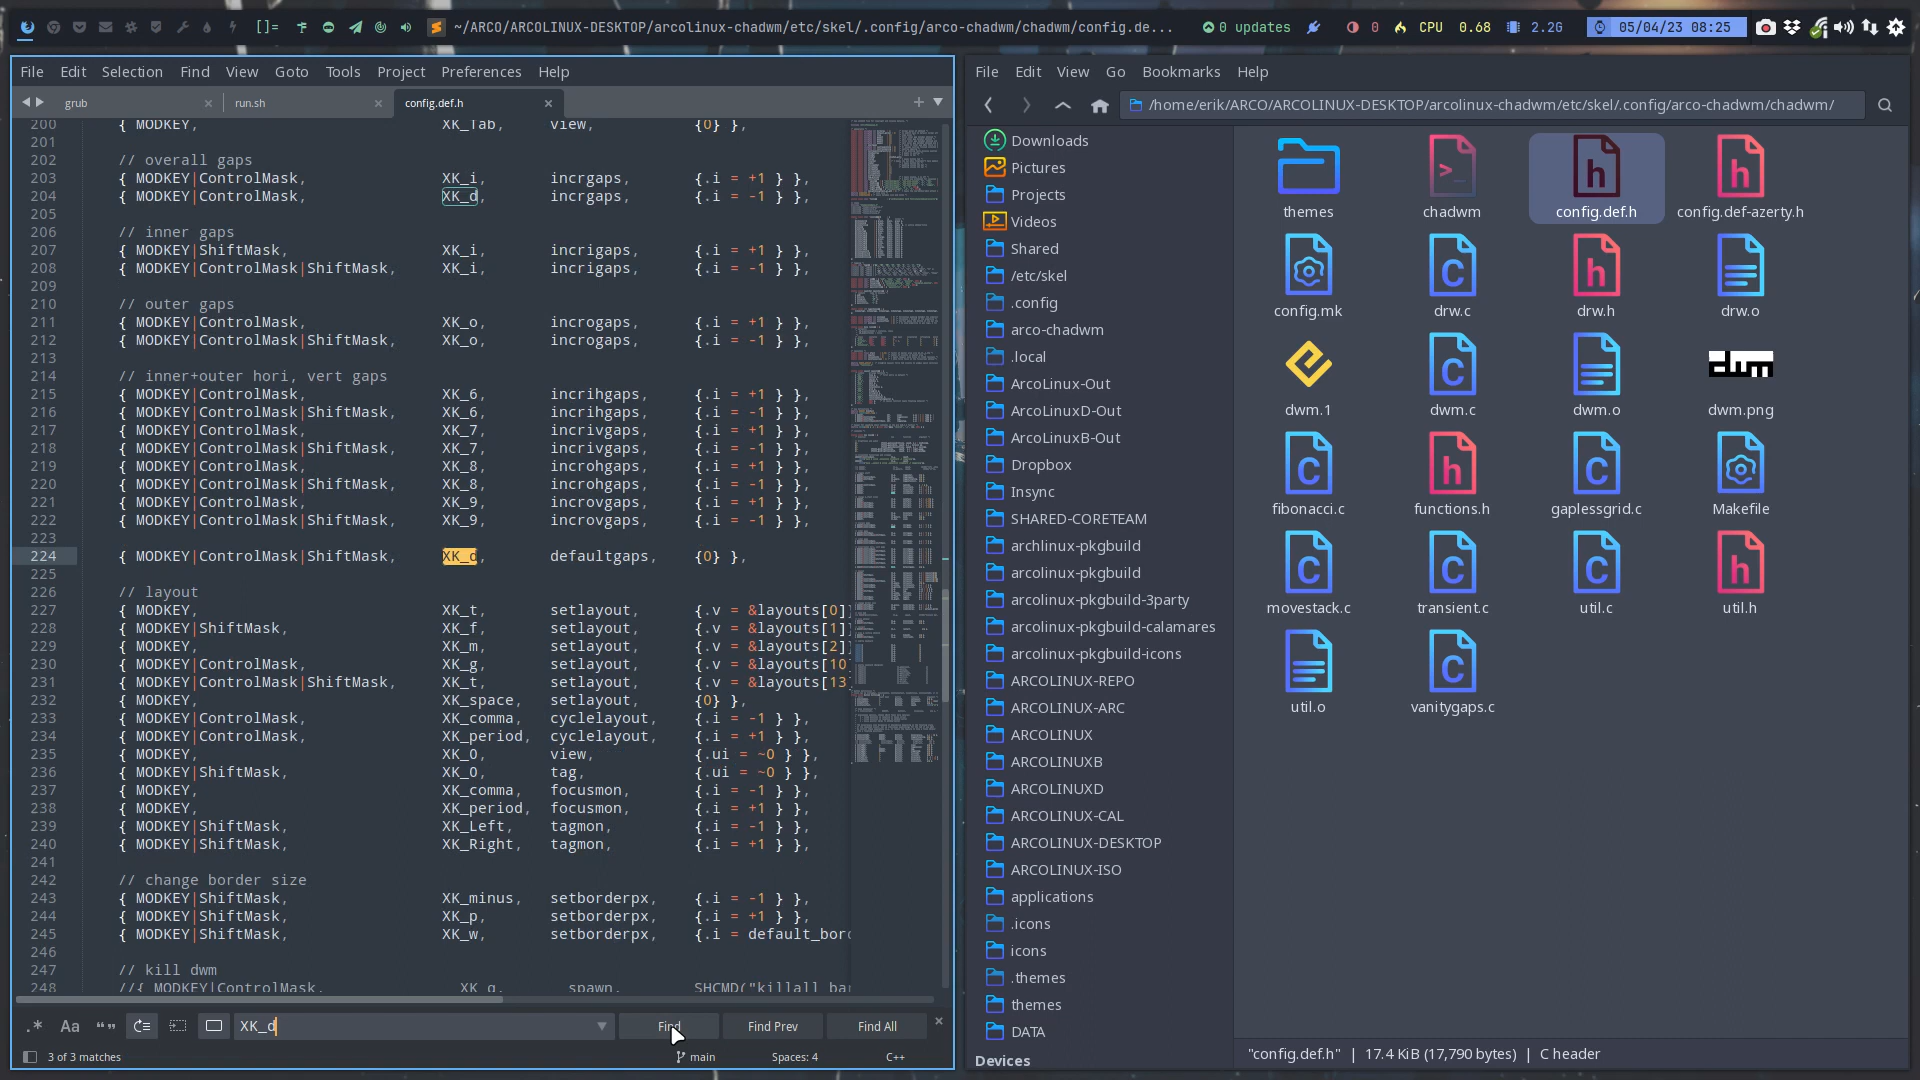 []=
~/ARCO/ARCOLINUX-DESKTOP/arcolinux-chadwm/etc/skel/.config/arco-chadwm/chadwm/config.de...
0 updates
0
CPU 0.68
2.2G
05/04/23 08:25
File Edit Selection Find View Goto Tools Project Preferences Help
grub × run.sh × config.def.h ×
200 { MODKEY, XK_Tab, view, {0} },
201
202 // overall gaps
203 { MODKEY|ControlMask, XK_i, incrgaps, {.i = +1 } },
204 { MODKEY|ControlMask, XK_d, incrgaps, {.i = -1 } },
205
206 // inner gaps
207 { MODKEY|ShiftMask, XK_i, incrigaps, {.i = +1 } },
208 { MODKEY|ControlMask|ShiftMask, XK_i, incrigaps, {.i = -1 } },
209
210 // outer gaps
211 { MODKEY|ControlMask, XK_o, incrogaps, {.i = +1 } },
212 { MODKEY|ControlMask|ShiftMask, XK_o, incrogaps, {.i = -1 } },
213
214 // inner+outer hori, vert gaps
215 { MODKEY|ControlMask, XK_6, incrihgaps, {.i = +1 } },
216 { MODKEY|ControlMask|ShiftMask, XK_6, incrihgaps, {.i = -1 } },
217 { MODKEY|ControlMask, XK_7, incrivgaps, {.i = +1 } },
218 { MODKEY|ControlMask|ShiftMask, XK_7, incrivgaps, {.i = -1 } },
219 { MODKEY|ControlMask, XK_8, incrohgaps, {.i = +1 } },
220 { MODKEY|ControlMask|ShiftMask, XK_8, incrohgaps, {.i = -1 } },
221 { MODKEY|ControlMask, XK_9, incrovgaps, {.i = +1 } },
222 { MODKEY|ControlMask|ShiftMask, XK_9, incrovgaps, {.i = -1 } },
223
224 { MODKEY|ControlMask|ShiftMask, XK_d, defaultgaps, {0} },
225
226 // layout
227 { MODKEY, XK_t, setlayout, {.v = &layouts[0]
228 { MODKEY|ShiftMask, XK_f, setlayout, {.v = &layouts[1]
229 { MODKEY, XK_m, setlayout, {.v = &layouts[2]
230 { MODKEY|ControlMask, XK_g, setlayout, {.v = &layouts[10
231 { MODKEY|ControlMask|ShiftMask, XK_t, setlayout, {.v = &layouts[13
232 { MODKEY, XK_space, setlayout, {0} },
233 { MODKEY|ControlMask, XK_comma, cyclelayout, {.i = -1 } },
234 { MODKEY|ControlMask, XK_period, cyclelayout, {.i = +1 } },
235 { MODKEY, XK_0, view, {.ui = ~0 } },
236 { MODKEY|ShiftMask, XK_0, tag, {.ui = ~0 } },
237 { MODKEY, XK_comma, focusmon, {.i = -1 } },
238 { MODKEY, XK_period, focusmon, {.i = +1 } },
239 { MODKEY|ShiftMask, XK_Left, tagmon, {.i = -1 } },
240 { MODKEY|ShiftMask, XK_Right, tagmon, {.i = +1 } },
241
242 // change border size
243 { MODKEY|ShiftMask, XK_minus, setborderpx, {.i = -1 } },
244 { MODKEY|ShiftMask, XK_p, setborderpx, {.i = +1 } },
245 { MODKEY|ShiftMask, XK_w, setborderpx, {.i = default_bor
246
247 // kill dwm
248 //{ MODKEY|ControlMask, XK_q, spawn, SHCMD("killall ba
.* Aa XK_d Find Find Prev Find All ×
3 of 3 matches main Spaces: 4 C++
File Edit View Go Bookmarks Help
/home/erik/ARCO/ARCOLINUX-DESKTOP/arcolinux-chadwm/etc/skel/.config/arco-chadwm/chadwm/
Downloads
Pictures
Projects
Videos
Shared
/etc/skel
.config
arco-chadwm
.local
ArcoLinux-Out
ArcoLinuxD-Out
ArcoLinuxB-Out
Dropbox
Insync
SHARED-CORETEAM
archlinux-pkgbuild
arcolinux-pkgbuild
arcolinux-pkgbuild-3party
arcolinux-pkgbuild-calamares
arcolinux-pkgbuild-icons
ARCOLINUX-REPO
ARCOLINUX-ARC
ARCOLINUX
ARCOLINUXB
ARCOLINUXD
ARCOLINUX-CAL
ARCOLINUX-DESKTOP
ARCOLINUX-ISO
applications
.icons
icons
.themes
themes
DATA
Devices
themes chadwm config.def.h config.def-azerty.h
config.mk drw.c drw.h drw.o
dwm.1 dwm.c dwm.o dwm.png
fibonacci.c functions.h gaplessgrid.c Makefile
movestack.c transient.c util.c util.h
util.o vanitygaps.c
"config.def.h" | 17.4 KiB (17,790 bytes) | C header